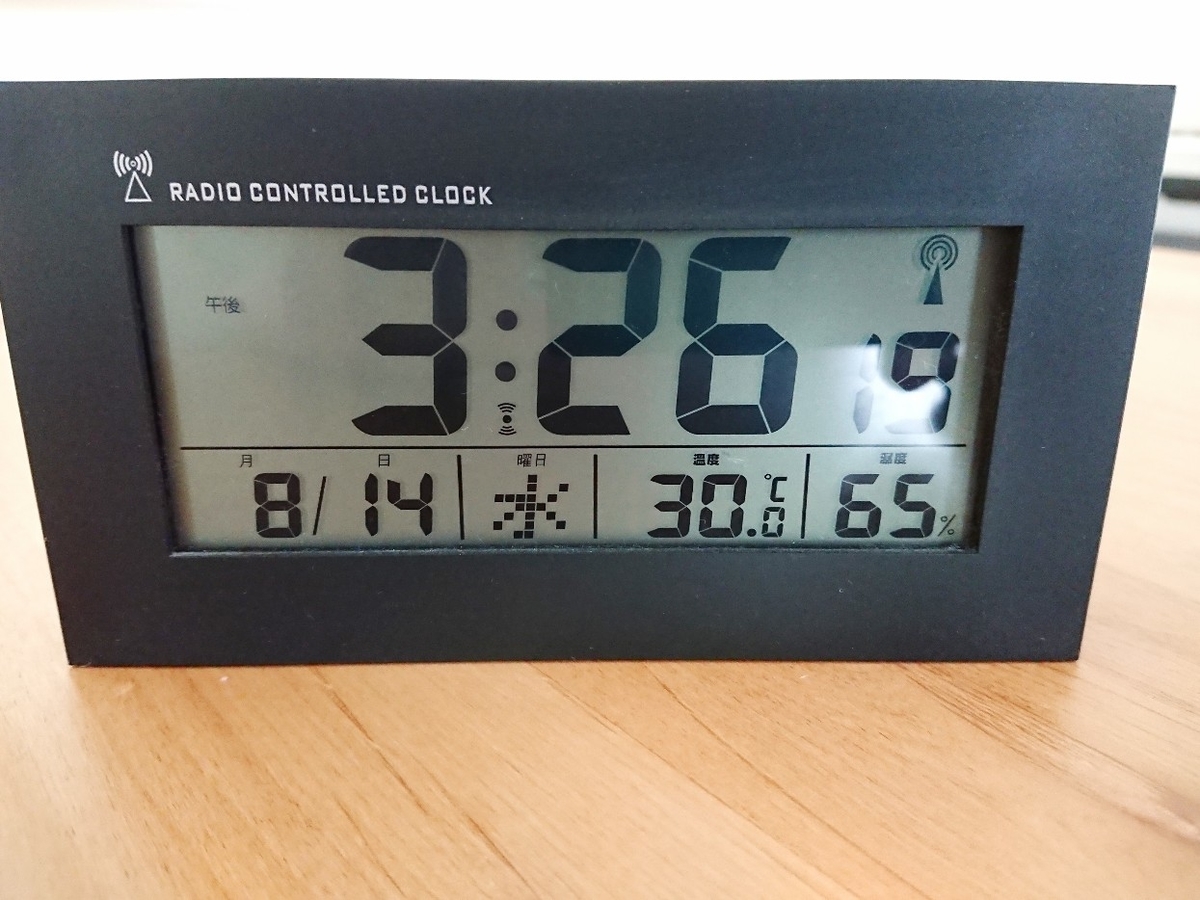 RADIO CONTROLLED CLOCK
午後 3:26 19
月 日 曜日 温度 湿度
8/14 水 30.0℃ 65%